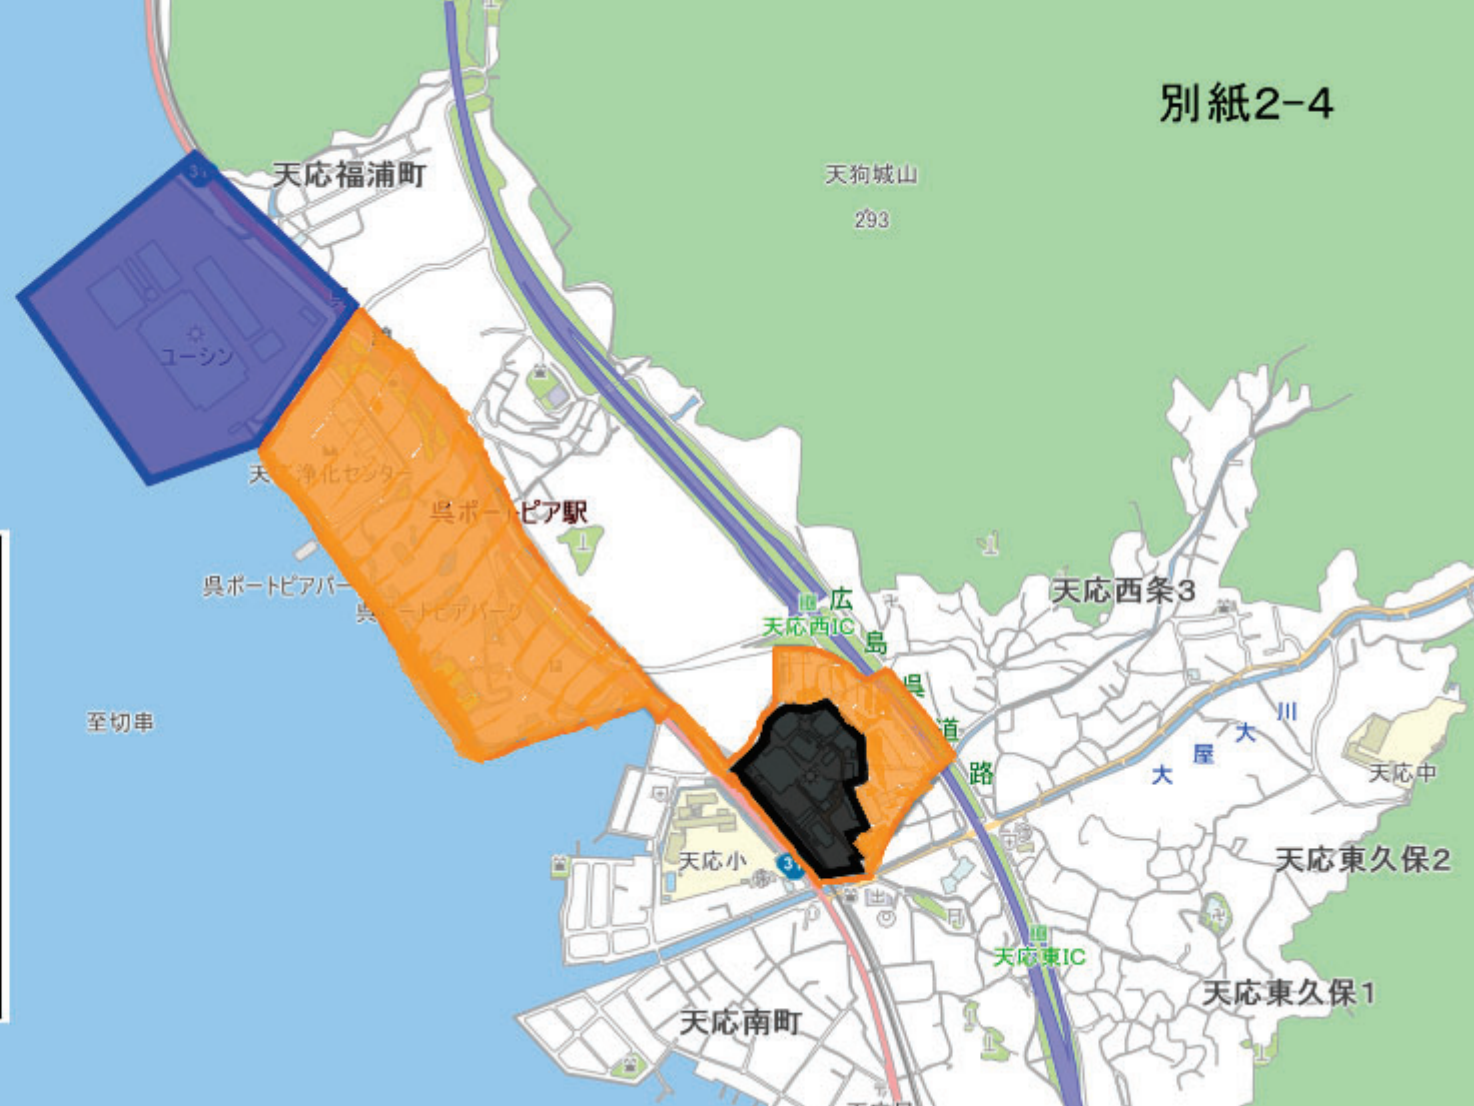 別紙2-4
天応福浦町
天狗城山
293
31
ユーシン
天応浄化センター
呉ポートピア駅
呉ポートピアパー
呉ポートピアパーク
広島呉道路
天応西IC
天応西条3
至切串
大屋大川
天応中
天応小
31
天応東久保2
天応東IC
天応東久保1
天応南町